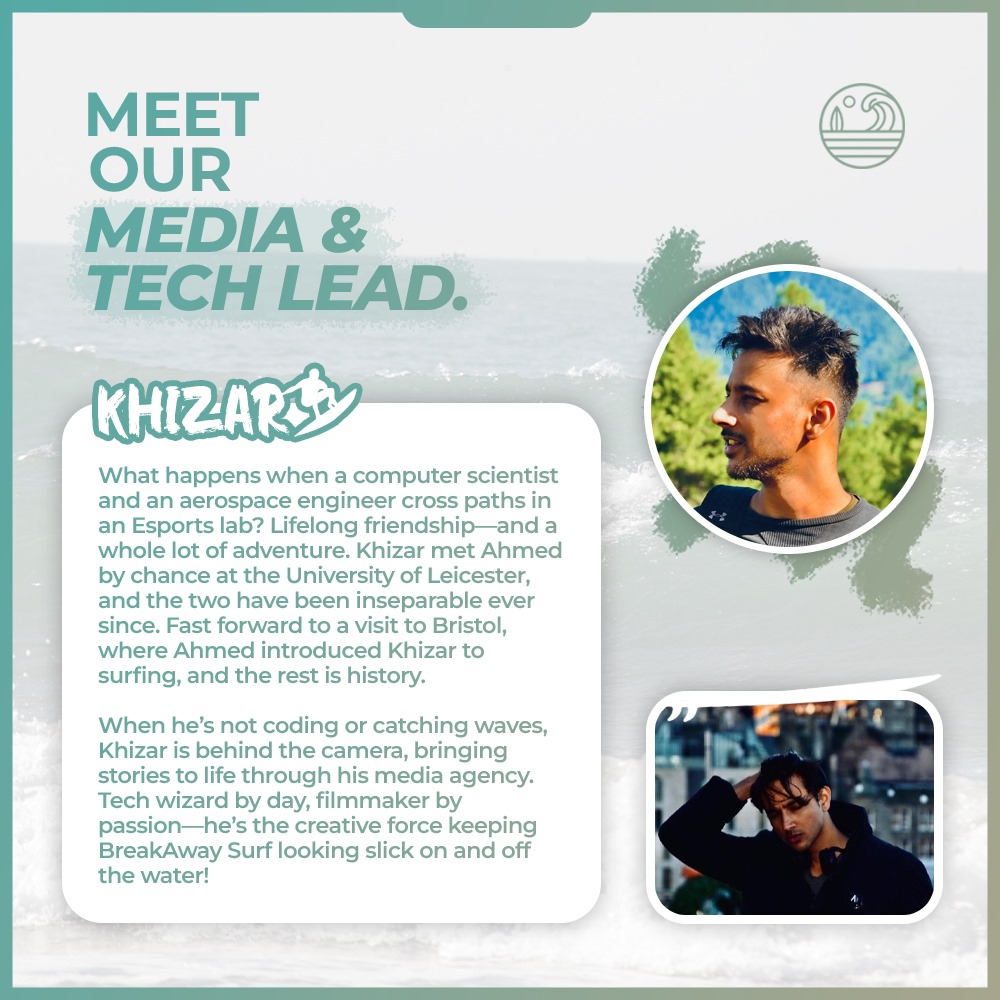 MEET
OUR
MEDIA &
TECH LEAD.
KHIZAR
What happens when a computer scientist
and an aerospace engineer cross paths in
an Esports lab? Lifelong friendship—and a
whole lot of adventure. Khizar met Ahmed
by chance at the University of Leicester,
and the two have been inseparable ever
since. Fast forward to a visit to Bristol,
where Ahmed introduced Khizar to
surfing, and the rest is history.
When he’s not coding or catching waves,
Khizar is behind the camera, bringing
stories to life through his media agency.
Tech wizard by day, filmmaker by
passion—he’s the creative force keeping
BreakAway Surf looking slick on and off
the water!